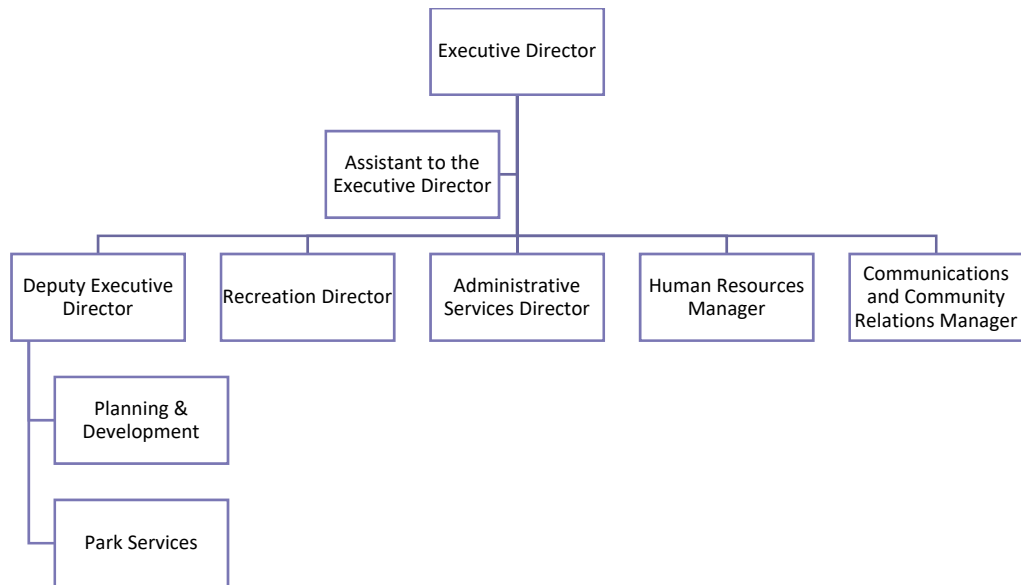 Executive Director
Assistant to the
Executive Director
Deputy Executive
Director
Recreation Director
Administrative
Services Director
Human Resources
Manager
Communications
and Community
Relations Manager
Planning &
Development
Park Services